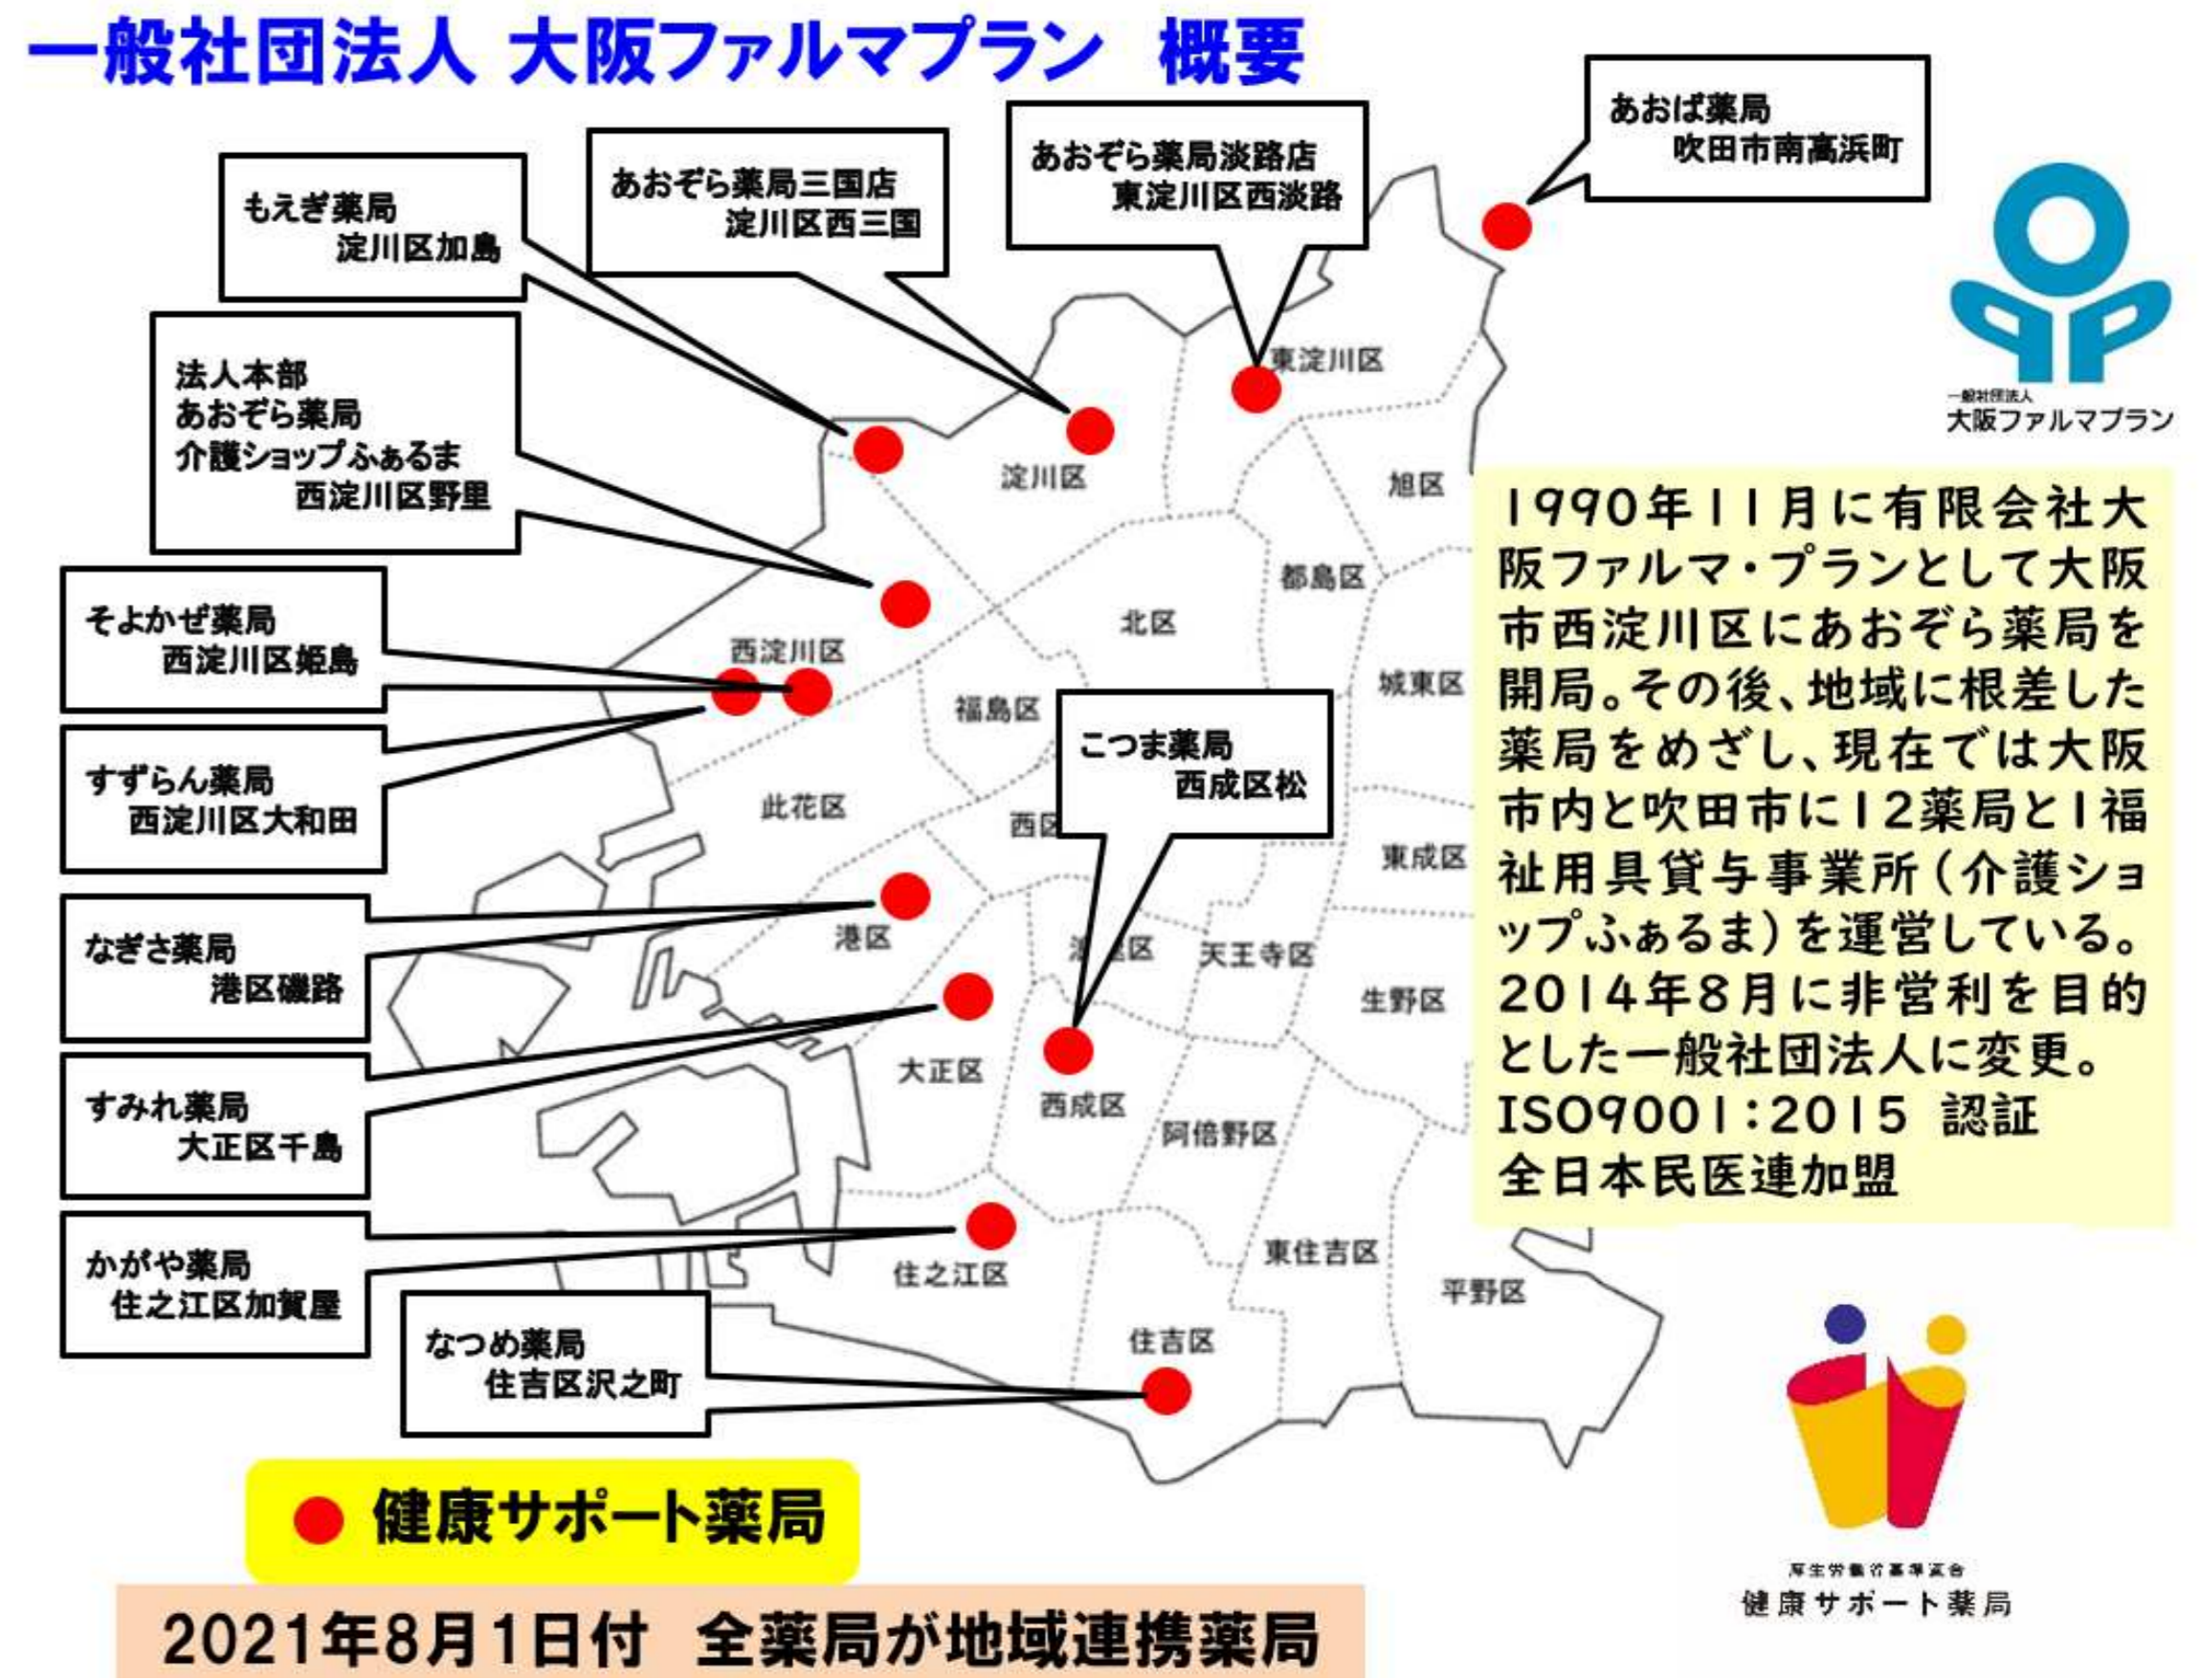 一般社団法人 大阪ファルマプラン　概要
あおば薬局
吹田市南高浜町
あおぞら薬局淡路店
東淀川区西淡路
あおぞら薬局三国店
淀川区西三国
もえぎ薬局
淀川区加島
法人本部
あおぞら薬局
介護ショップふぁるま
西淀川区野里
そよかぜ薬局
西淀川区姫島
すずらん薬局
西淀川区大和田
なぎさ薬局
港区磯路
すみれ薬局
大正区千島
かがや薬局
住之江区加賀屋
なつめ薬局
住吉区沢之町
こつま薬局
西成区松
東淀川区
淀川区
旭区
都島区
北区
西淀川区
城東区
福島区
此花区
西区
東成区
港区
区
天王寺区
生野区
大正区
西成区
阿倍野区
東住吉区
住之江区
平野区
住吉区
一般社団法人
大阪ファルマプラン
1990年11月に有限会社大
阪ファルマ・プランとして大阪
市西淀川区にあおぞら薬局を
開局。その後、地域に根差した
薬局をめざし、現在では大阪
市内と吹田市に12薬局と1福
祉用具貸与事業所(介護ショ
ップふぁるま)を運営している。
2014年8月に非営利を目的
とした一般社団法人に変更。
ISO9001:2015 認証
全日本民医連加盟
健康サポート薬局
2021年8月1日付　全薬局が地域連携薬局
厚生労働省基準適合
健康サポート薬局